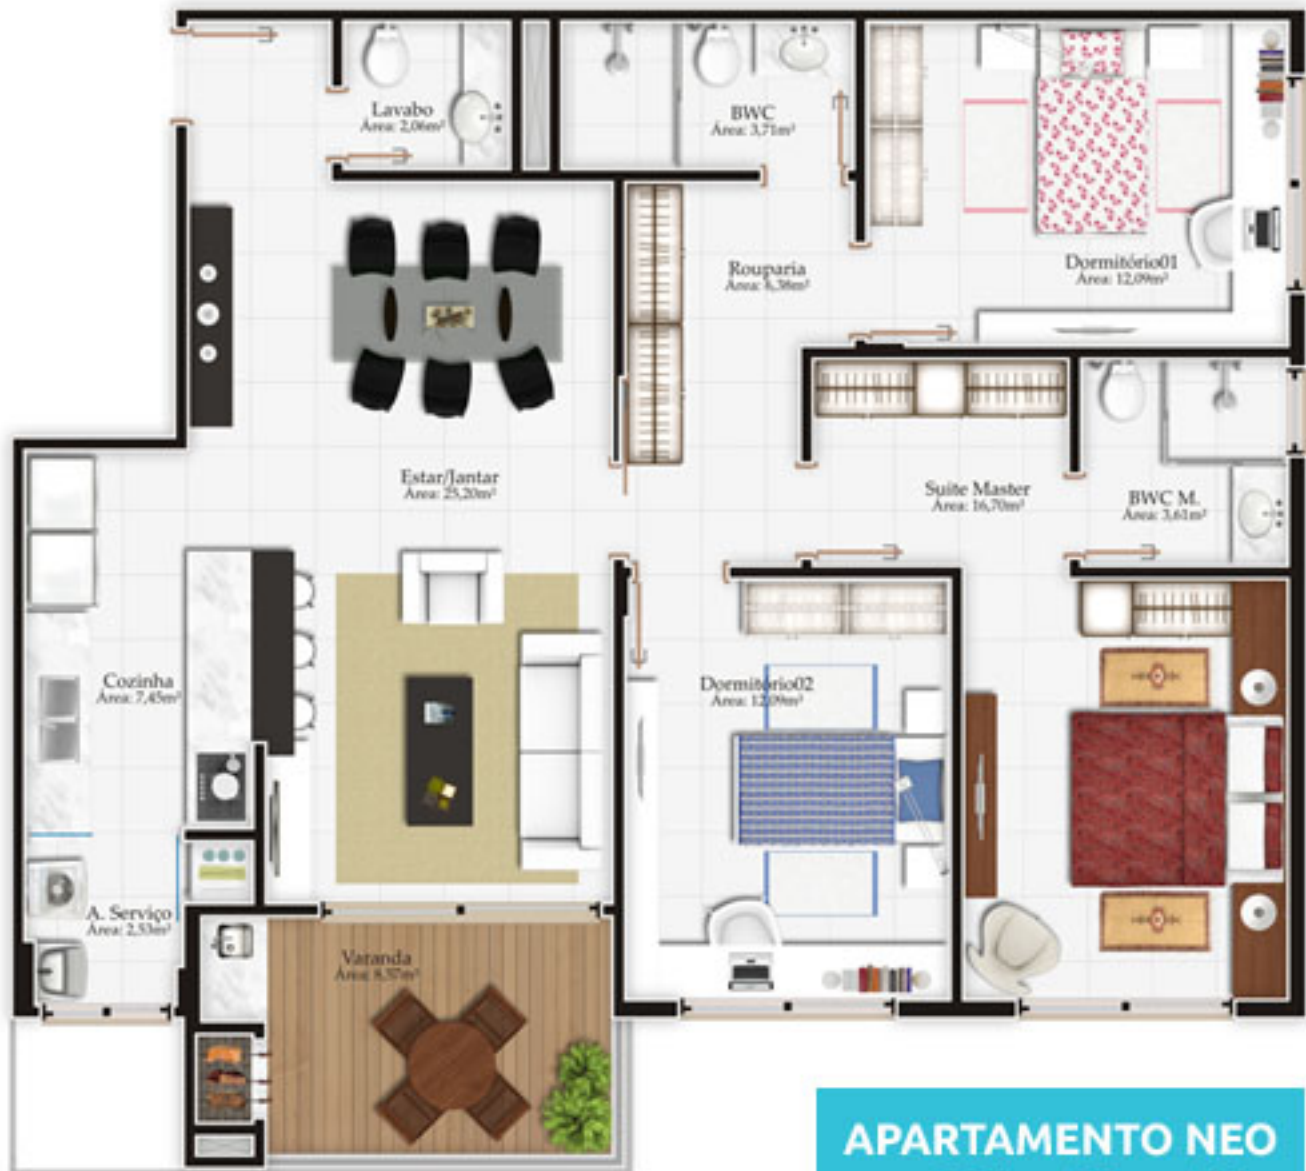 Lavabo
Área: 2,06m²
BWC
Área: 3,71m²
Rouparia
Área: 6,38m²
Dormitório01
Área: 12,09m²
Estar/Jantar
Área: 25,20m²
Suite Master
Área: 16,70m²
BWC M.
Área: 3,61m²
Cozinha
Área: 7,45m²
Dormitório02
Área: 12,09m²
A. Serviço
Área: 2,53m²
Varanda
Área: 8,57m²
APARTAMENTO NEO